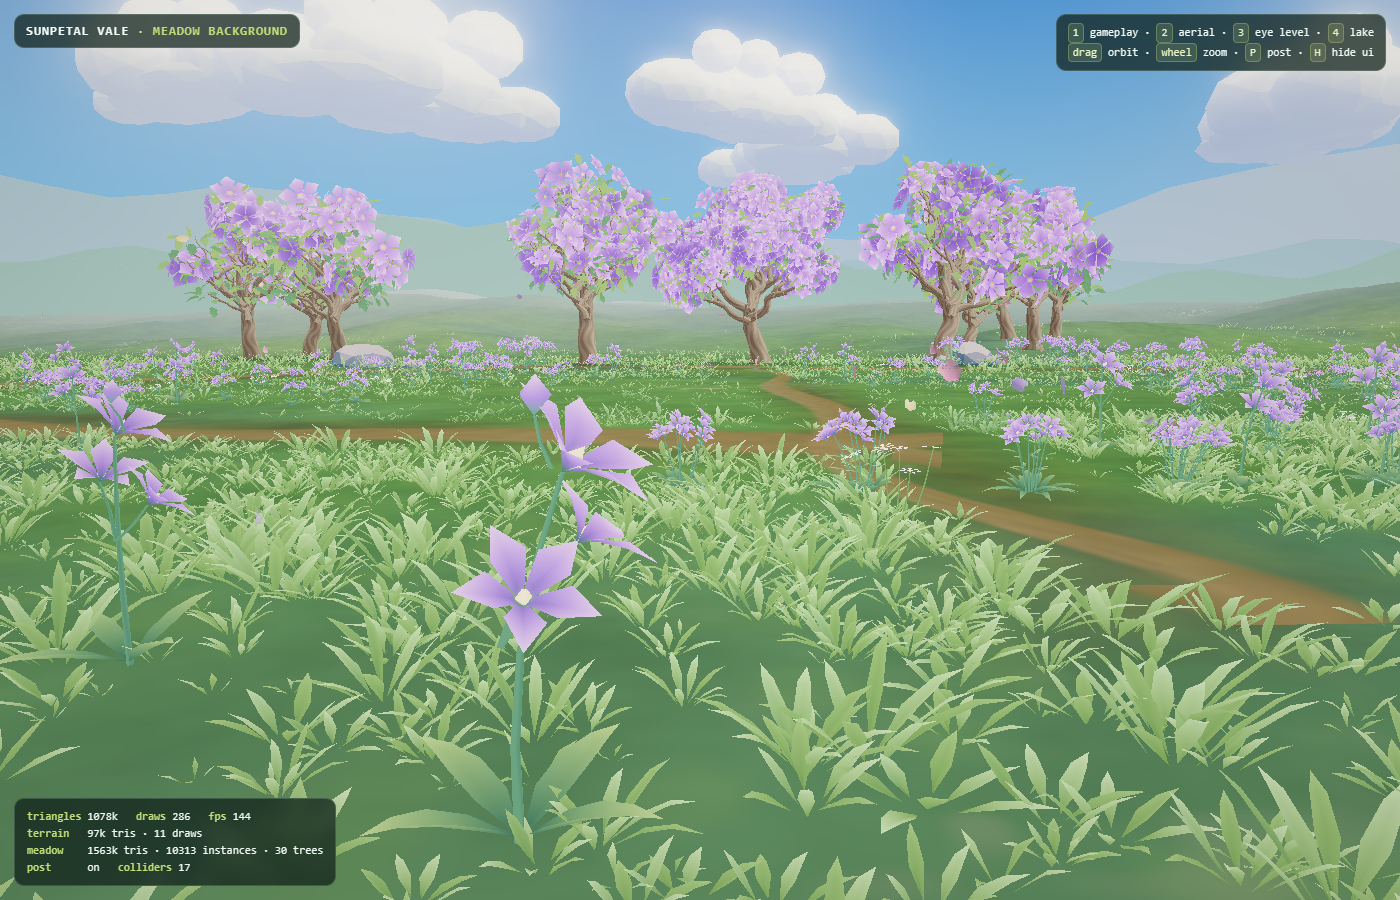 SUNPETAL VALE · MEADOW BACKGROUND
1 gameplay · 2 aerial · 3 eye level · 4 lake
drag orbit · wheel zoom · P post · H hide ui
triangles 1078k draws 286 fps 144
terrain 97k tris · 11 draws
meadow 1563k tris · 10313 instances · 30 trees
post on colliders 17